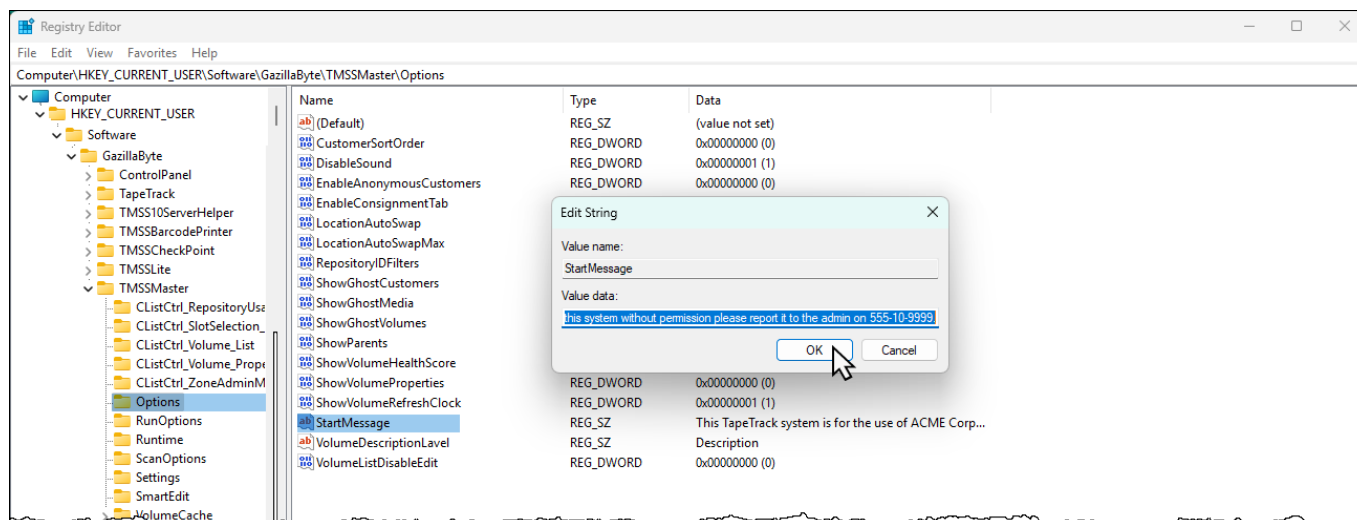 Registry Editor
File Edit View Favorites Help
Computer\HKEY_CURRENT_USER\Software\GazillaByte\TMSSMaster\Options
Computer
HKEY_CURRENT_USER
Software
GazillaByte
ControlPanel
TapeTrack
TMSS10ServerHelper
TMSSBarcodePrinter
TMSSCheckPoint
TMSSLite
TMSSMaster
CListCtrl_RepositoryUsa
CListCtrl_SlotSelection_
CListCtrl_Volume_List
CListCtrl_Volume_Prope
CListCtrl_ZoneAdminM
Options
RunOptions
Runtime
ScanOptions
Settings
SmartEdit
VolumeCache
Name Type Data
(Default) REG_SZ (value not set)
CustomerSortOrder REG_DWORD 0x00000000 (0)
DisableSound REG_DWORD 0x00000001 (1)
EnableAnonymousCustomers REG_DWORD 0x00000000 (0)
EnableConsignmentTab
LocationAutoSwap
LocationAutoSwapMax
RepositoryIDFilters
ShowGhostCustomers
ShowGhostMedia
ShowGhostVolumes
ShowParents
ShowVolumeHealthScore
ShowVolumeProperties REG_DWORD 0x00000000 (0)
ShowVolumeRefreshClock REG_DWORD 0x00000001 (1)
StartMessage REG_SZ This TapeTrack system is for the use of ACME Corp...
VolumeDescriptionLavel REG_SZ Description
VolumeListDisableEdit REG_DWORD 0x00000000 (0)
Edit String
Value name:
StartMessage
Value data:
this system without permission please report it to the admin on 555-10-9999.
OK Cancel